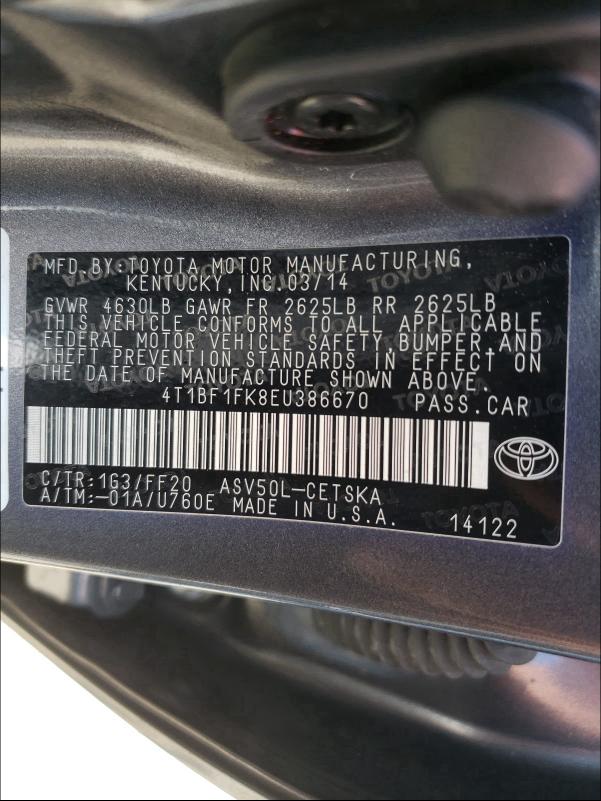 MFD.BY:TOYOTA MOTOR MANUFACTURING,
KENTUCKY,INC.03/14
GVWR 4630LB GAWR FR 2625LB RR 2625LB
THIS VEHICLE CONFORMS TO ALL APPLICABLE
FEDERAL MOTOR VEHICLE SAFETY,BUMPER,AND
THEFT PREVENTION STANDARDS IN EFFECT ON
THE DATE OF MANUFACTURE SHOWN ABOVE.
4T1BF1FK8EU386670 PASS.CAR
C/TR:1G3/FF20 ASV50L-CETSKA
A/TM:-01A/U760E MADE IN U.S.A. 14122